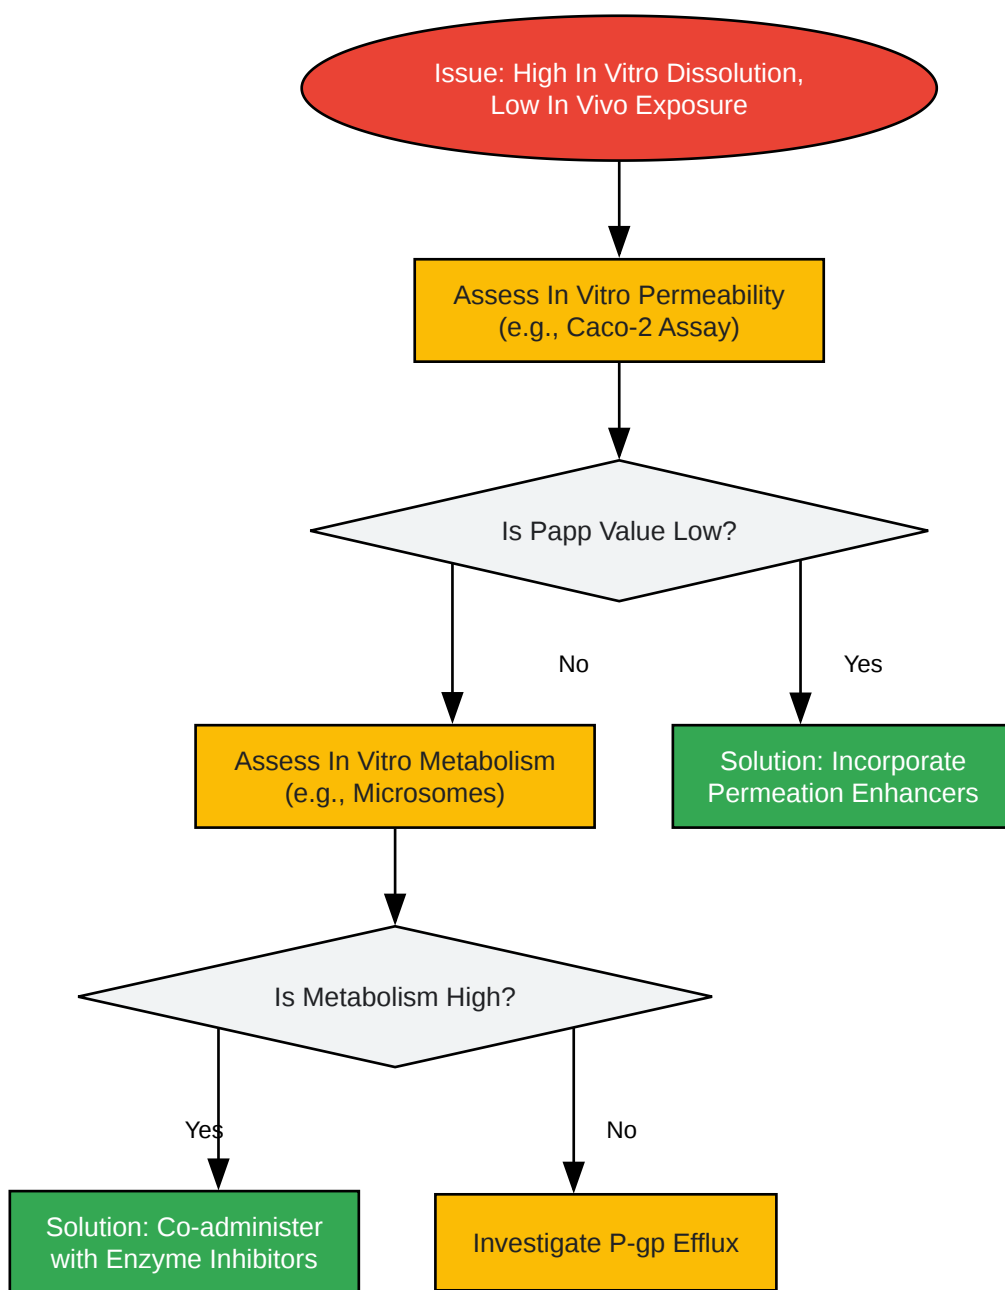 Issue: High In Vitro Dissolution,
Low In Vivo Exposure
Assess In Vitro Permeability
(e.g., Caco-2 Assay)
Is Papp Value Low?
No
Yes
Assess In Vitro Metabolism
(e.g., Microsomes)
Solution: Incorporate
Permeation Enhancers
Is Metabolism High?
Yes
No
Solution: Co-administer
with Enzyme Inhibitors
Investigate P-gp Efflux